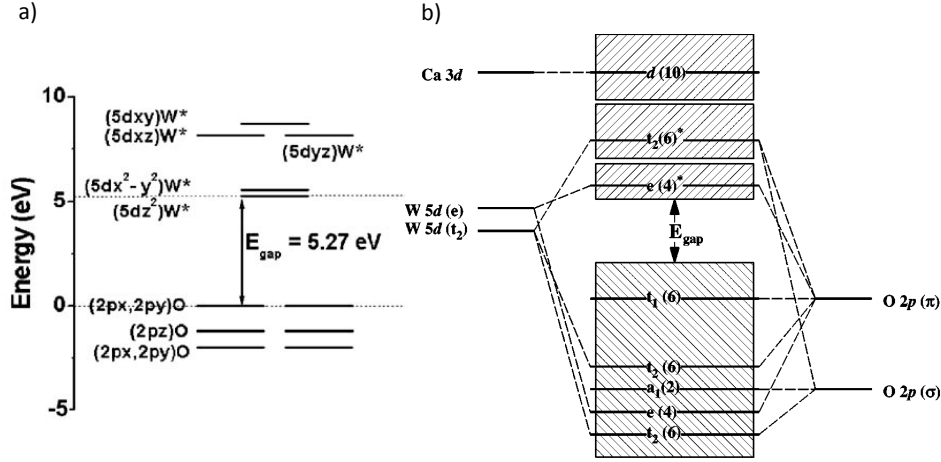 a)
b)
Energy (eV)
10
5
0
-5
(5dxy)W*
(5dxz)W*
(5dyz)W*
(5dx² - y²)W*
(5dz²)W*
E gap = 5.27 eV
(2px,2py)O
(2pz)O
(2px,2py)O
Ca 3d
d (10)
t₂(6)*
e (4)*
W 5d (e)
W 5d (t₂)
E gap
t₁ (6)
O 2p (π)
t₂ (6)
a₁(2)
O 2p (σ)
e (4)
t₂ (6)